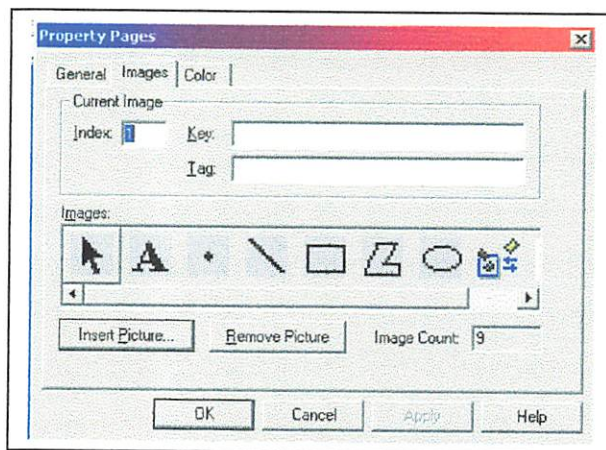 Property Pages
General Images Color
Current Image
Index: 1 Key:
Tag:
Images:
A
Insert Picture... Remove Picture Image Count: 9
OK Cancel Apply Help